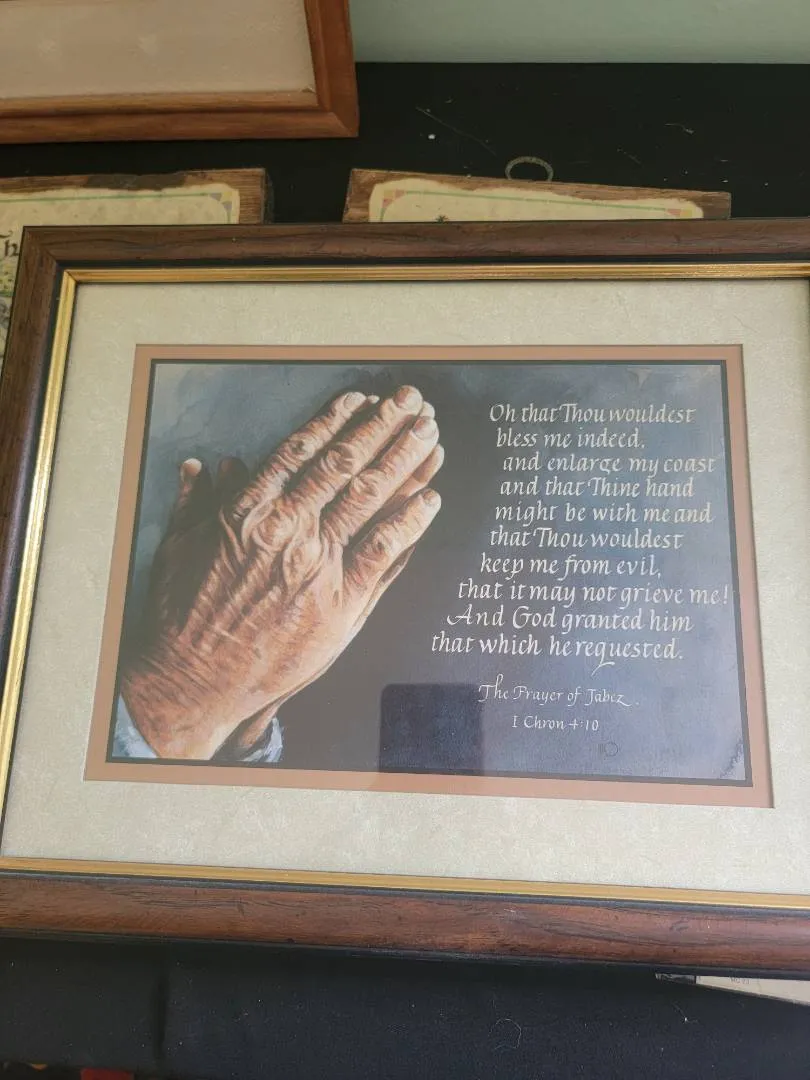 Oh that Thou wouldest
bless me indeed,
and enlarge my coast
and that Thine hand
might be with me and
that Thou wouldest
keep me from evil,
that it may not grieve me!
And God granted him
that which he requested.
The Prayer of Jabez.
I Chron 4:10